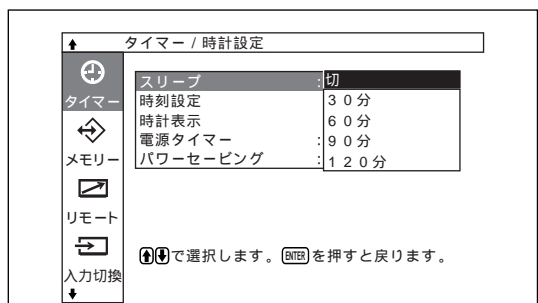 タイマー / 時計設定
タイマー
メモリー
リモート
入力切換
スリープ : 切
時刻設定 30分
時計表示 60分
電源タイマー : 90分
パワーセービング : 120分
で選択します。ENTERを押すと戻ります。